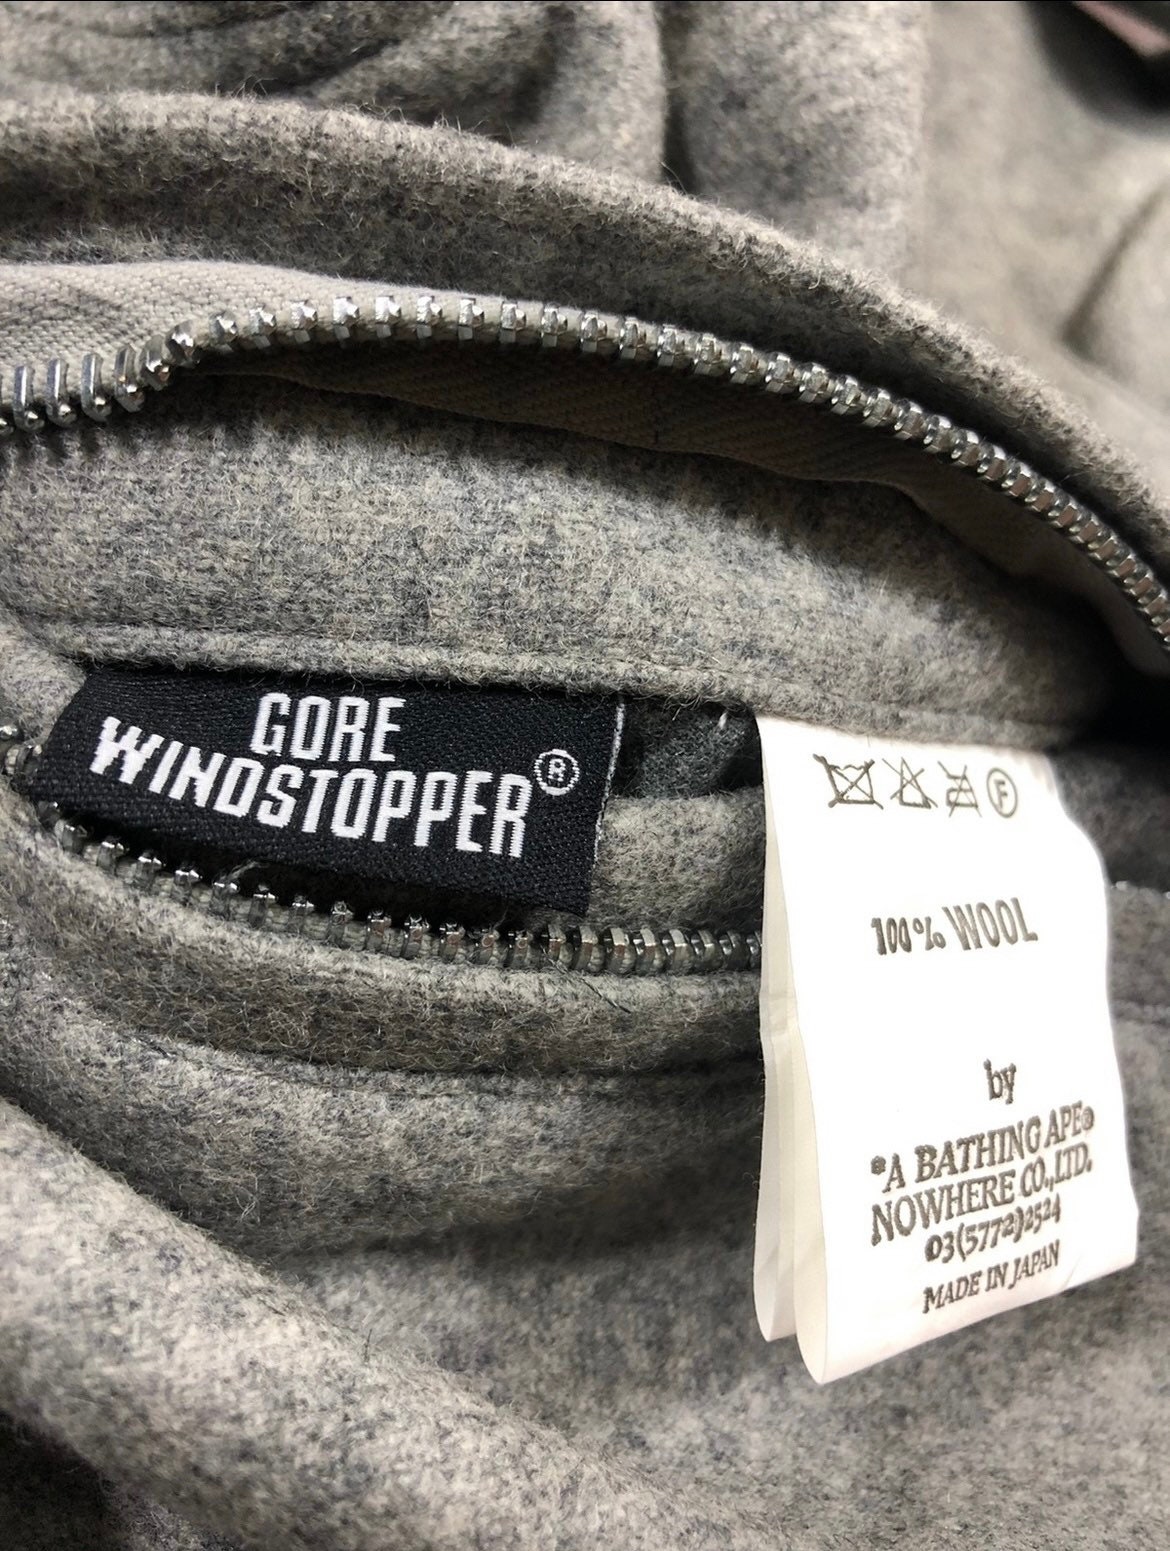 GORE
WINDSTOPPER®
F
100% WOOL
by
®A BATHING APE®
NOWHERE CO.,LTD.
03(5772)2524
MADE IN JAPAN